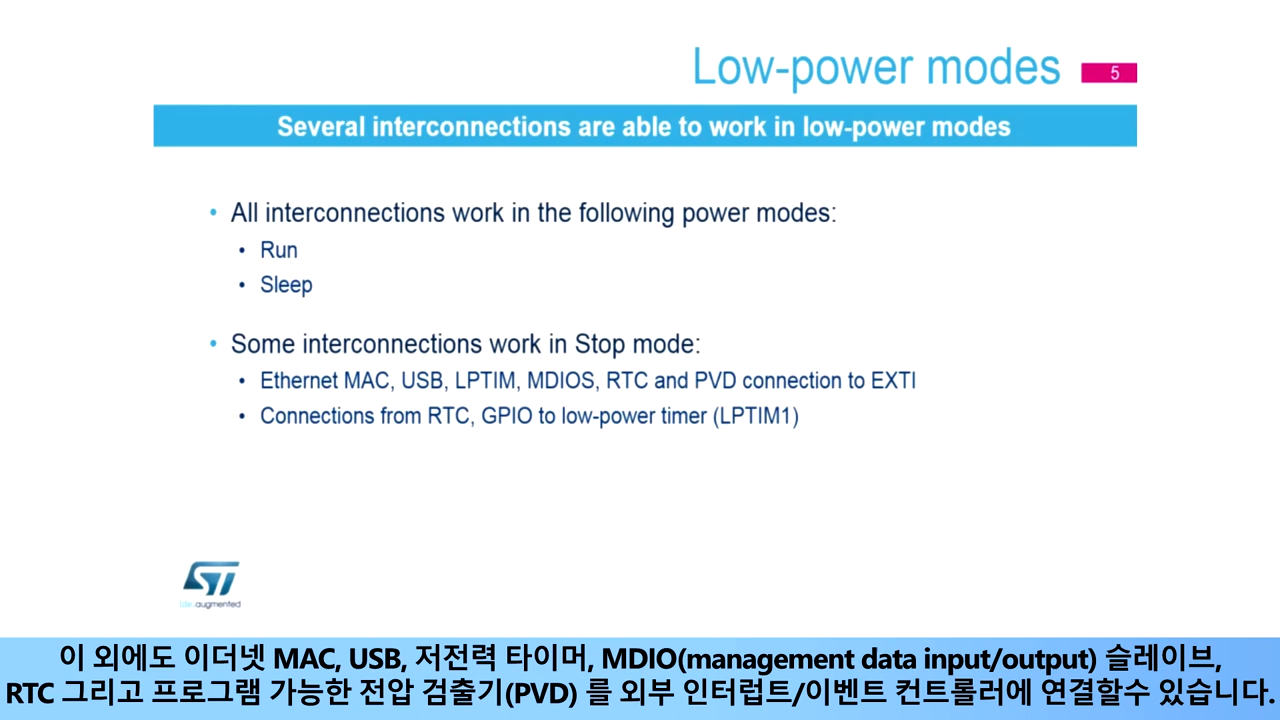 Low-power modes
5
Several interconnections are able to work in low-power modes
• All interconnections work in the following power modes:
• Run
• Sleep
• Some interconnections work in Stop mode:
• Ethernet MAC, USB, LPTIM, MDIOS, RTC and PVD connection to EXTI
• Connections from RTC, GPIO to low-power timer (LPTIM1)
ST
life.augmented
이 외에도 이더넷 MAC, USB, 저전력 타이머, MDIO(management data input/output) 슬레이브,
RTC 그리고 프로그램 가능한 전압 검출기(PVD) 를 외부 인터럽트/이벤트 컨트롤러에 연결할수 있습니다.